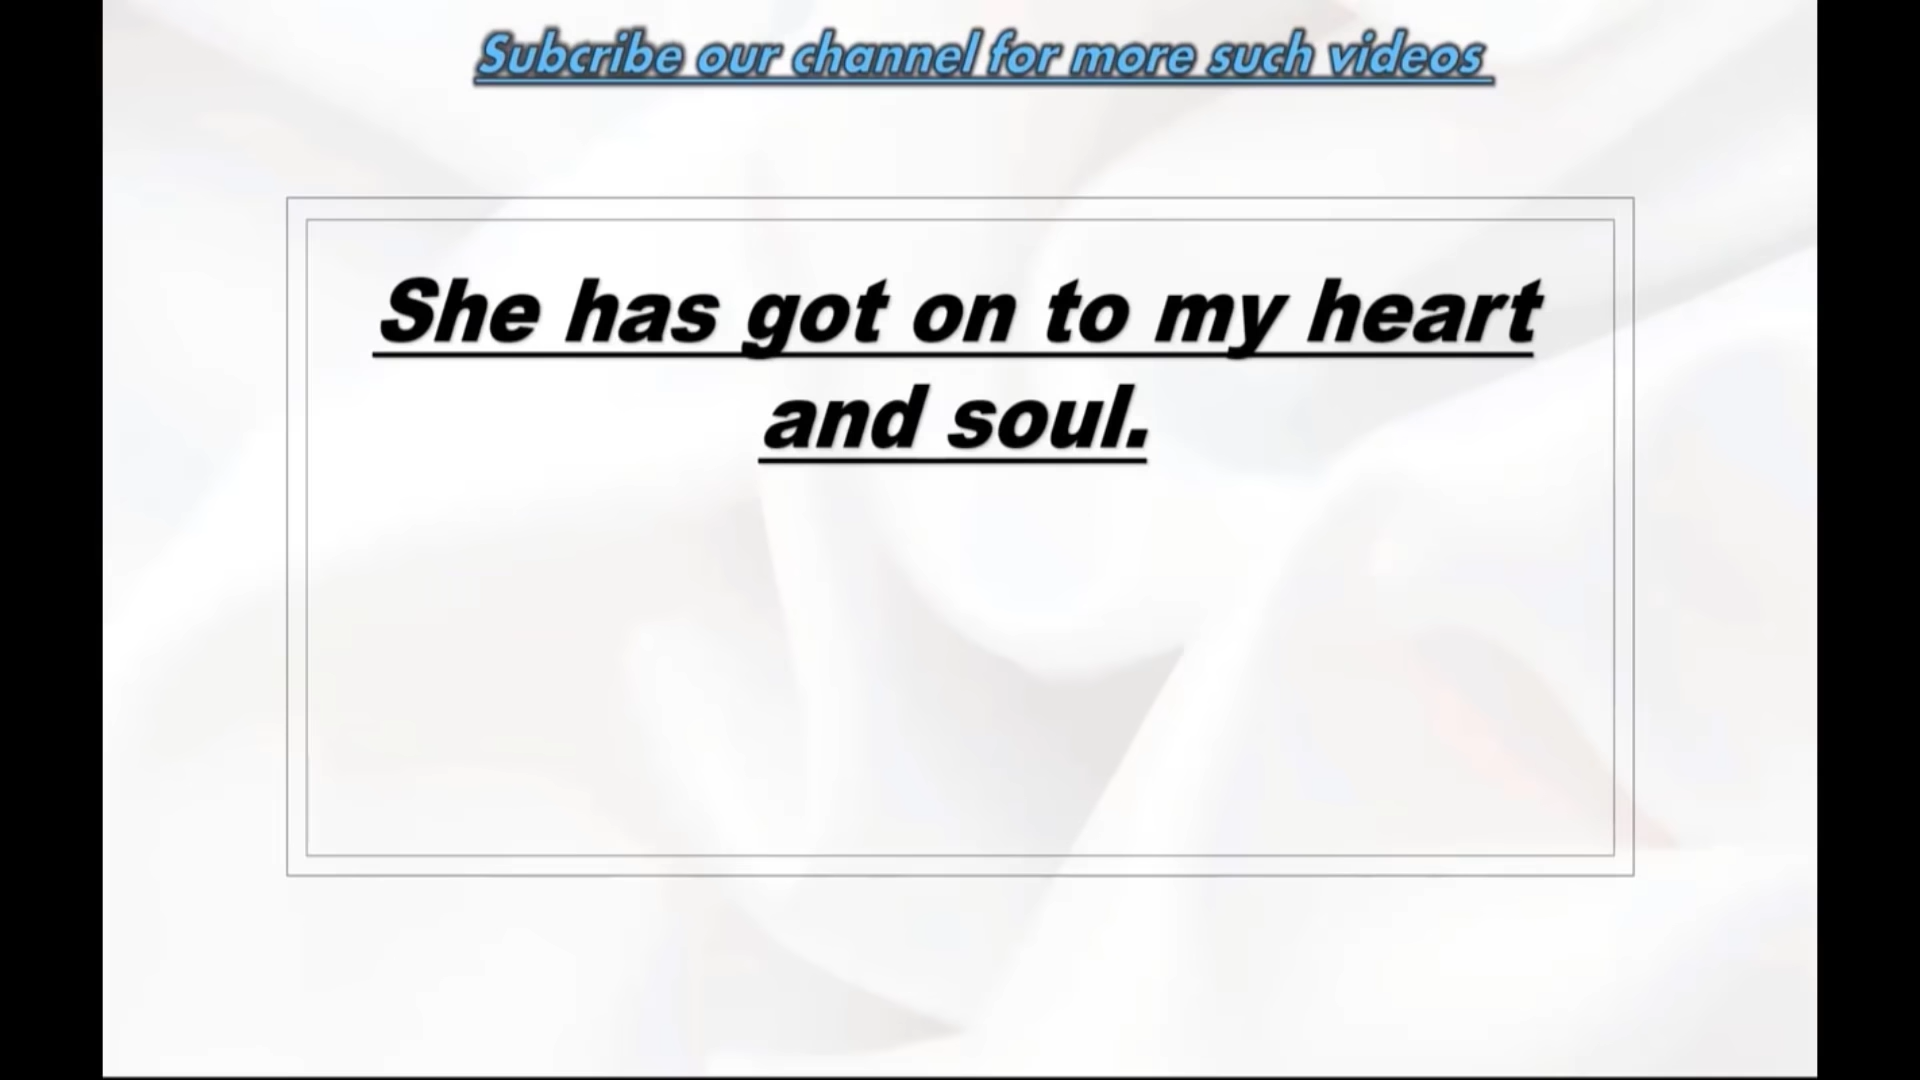 Subcribe our channel for more such videos
She has got on to my heart
and soul.